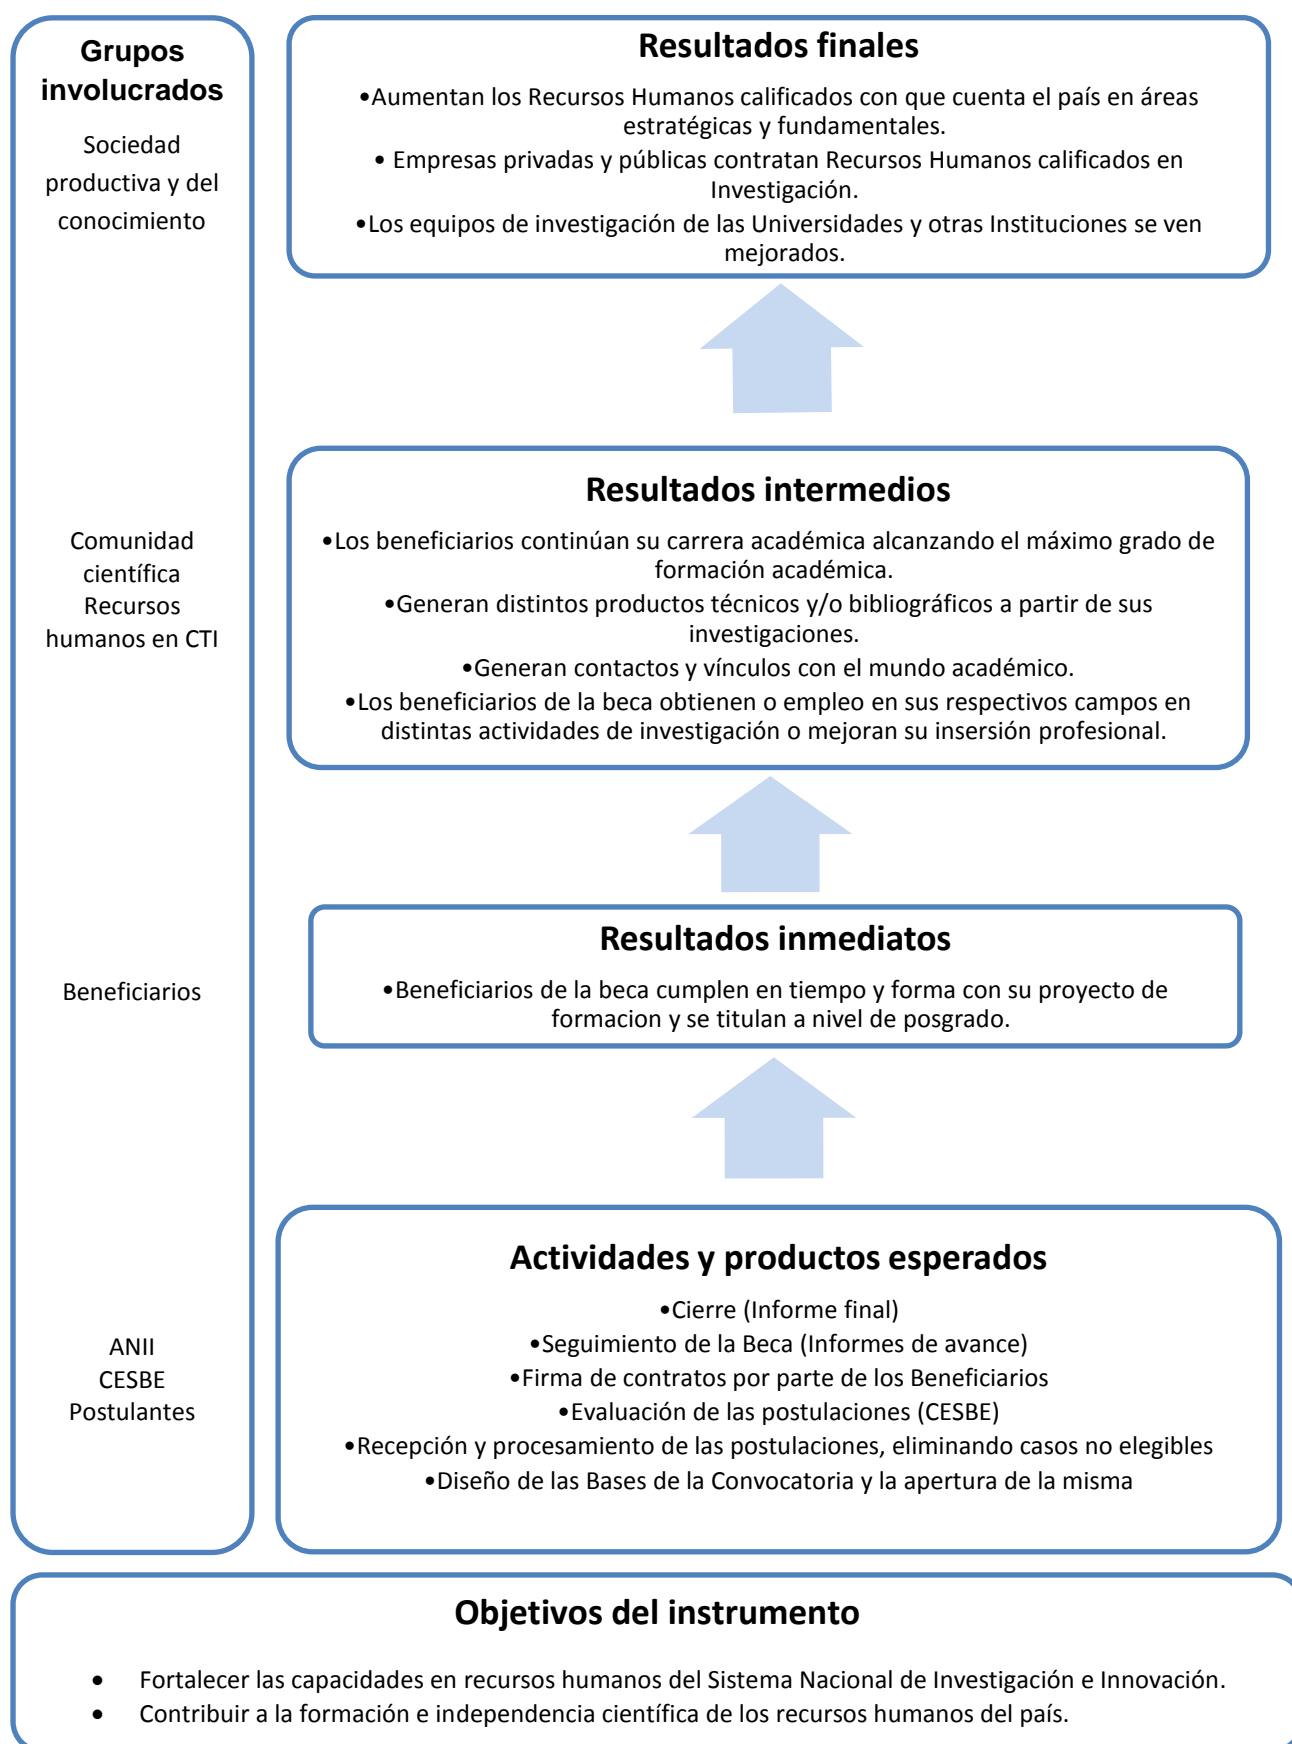 Grupos
involucrados
Sociedad
productiva y del
conocimiento
Comunidad
científica
Recursos
humanos en CTI
Beneficiarios
ANII
CESBE
Postulantes
Resultados finales
•Aumentan los Recursos Humanos calificados con que cuenta el país en áreas
estratégicas y fundamentales.
• Empresas privadas y públicas contratan Recursos Humanos calificados en
Investigación.
•Los equipos de investigación de las Universidades y otras Instituciones se ven
mejorados.
Resultados intermedios
•Los beneficiarios continúan su carrera académica alcanzando el máximo grado de
formación académica.
•Generan distintos productos técnicos y/o bibliográficos a partir de sus
investigaciones.
•Generan contactos y vínculos con el mundo académico.
•Los beneficiarios de la beca obtienen o empleo en sus respectivos campos en
distintas actividades de investigación o mejoran su insersión profesional.
Resultados inmediatos
•Beneficiarios de la beca cumplen en tiempo y forma con su proyecto de
formacion y se titulan a nivel de posgrado.
Actividades y productos esperados
•Cierre (Informe final)
•Seguimiento de la Beca (Informes de avance)
•Firma de contratos por parte de los Beneficiarios
•Evaluación de las postulaciones (CESBE)
•Recepción y procesamiento de las postulaciones, eliminando casos no elegibles
•Diseño de las Bases de la Convocatoria y la apertura de la misma
Objetivos del instrumento
• Fortalecer las capacidades en recursos humanos del Sistema Nacional de Investigación e Innovación.
• Contribuir a la formación e independencia científica de los recursos humanos del país.